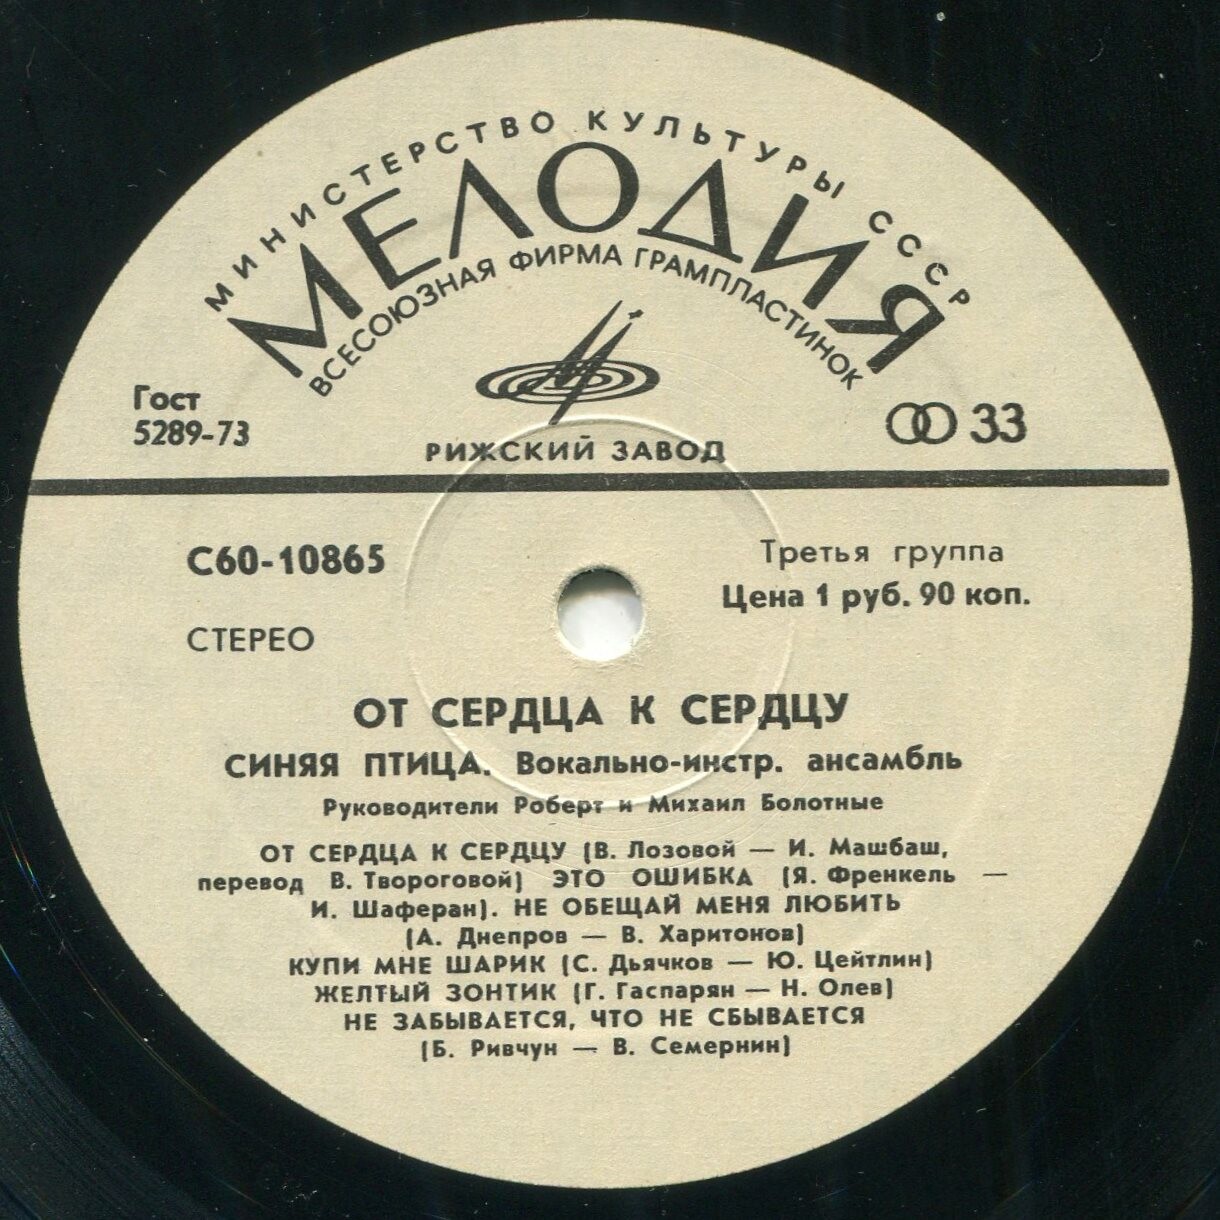 МИНИСТЕРСТВО КУЛЬТУРЫ СССР
МЕЛОДИЯ
ВСЕСОЮЗНАЯ ФИРМА ГРАМПЛАСТИНОК
Гост
5289-73
33
РИЖСКИЙ ЗАВОД
С60-10865
Третья группа
Цена 1 руб. 90 коп.
СТЕРЕО
ОТ СЕРДЦА К СЕРДЦУ
СИНЯЯ ПТИЦА. Вокально-инстр. ансамбль
Руководители Роберт и Михаил Болотные
ОТ СЕРДЦА К СЕРДЦУ (В. Лозовой — И. Машбаш,
перевод В. Твороговой) ЭТО ОШИБКА (Я. Френкель —
И. Шаферан). НЕ ОБЕЩАЙ МЕНЯ ЛЮБИТЬ
(А. Днепров — В. Харитонов)
КУПИ МНЕ ШАРИК (С. Дьячков — Ю. Цейтлин)
ЖЕЛТЫЙ ЗОНТИК (Г. Гаспарян — Н. Олев)
НЕ ЗАБЫВАЕТСЯ, ЧТО НЕ СБЫВАЕТСЯ
(Б. Ривчун — В. Семернин)